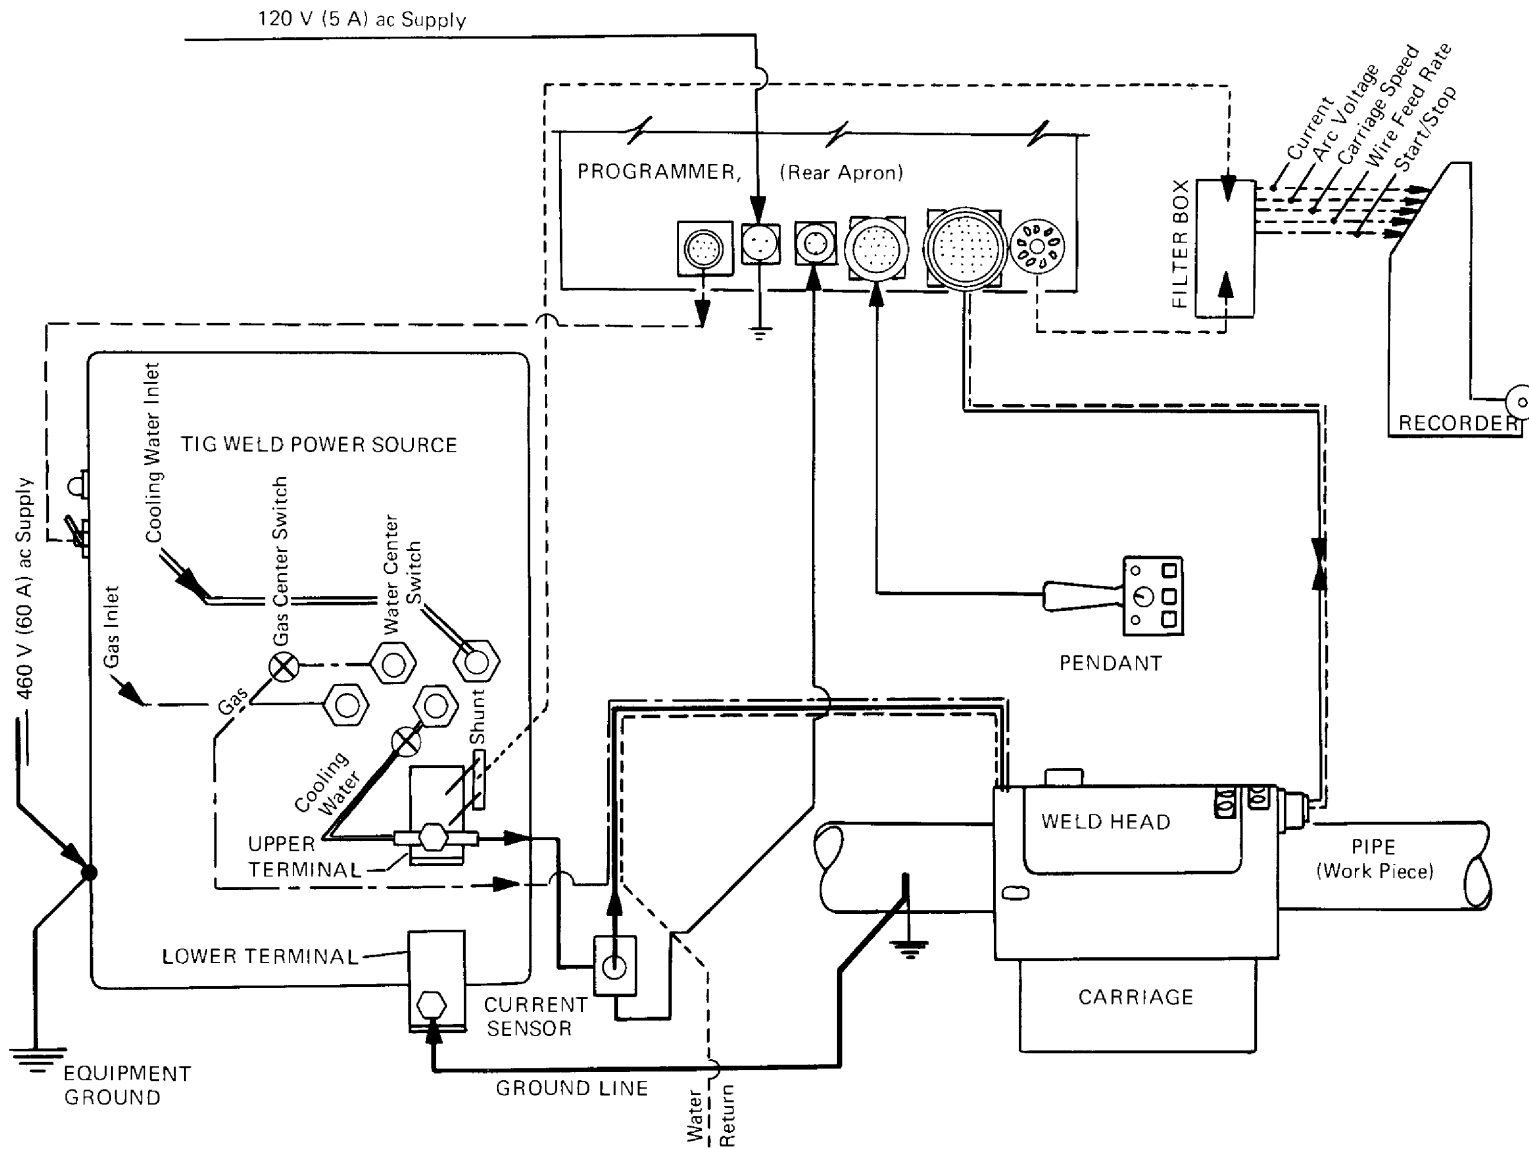 120 V (5 A) ac Supply
Current
Arc Voltage
Carriage Speed
Wire Feed Rate
Start/Stop
PROGRAMMER, (Rear Apron)
FILTER BOX
RECORDER
TIG WELD POWER SOURCE
Cooling Water Inlet
460 V (60 A) ac Supply
Gas Center Switch
Water Center
Switch
Gas Inlet
Gas
Shunt
Cooling
Water
PENDANT
UPPER
TERMINAL
WELD HEAD
PIPE
(Work Piece)
LOWER TERMINAL
CURRENT
SENSOR
CARRIAGE
EQUIPMENT
GROUND
GROUND LINE
Water
Return